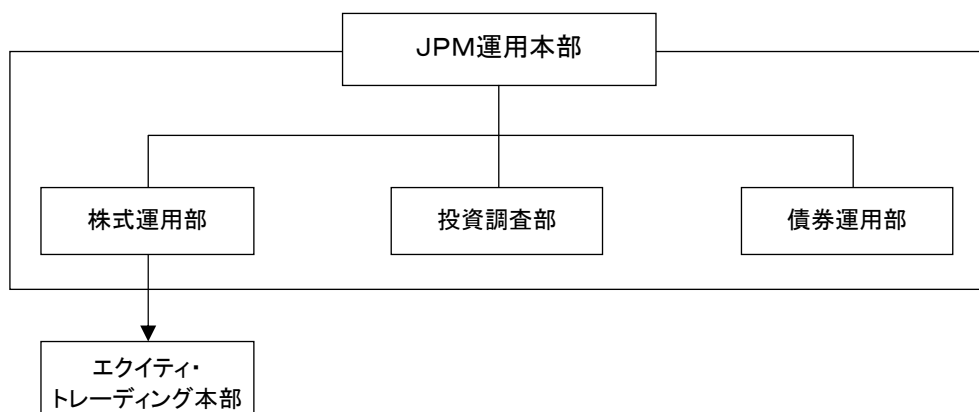 JPM運用本部
株式運用部
投資調査部
債券運用部
エクイティ・
トレーディング本部